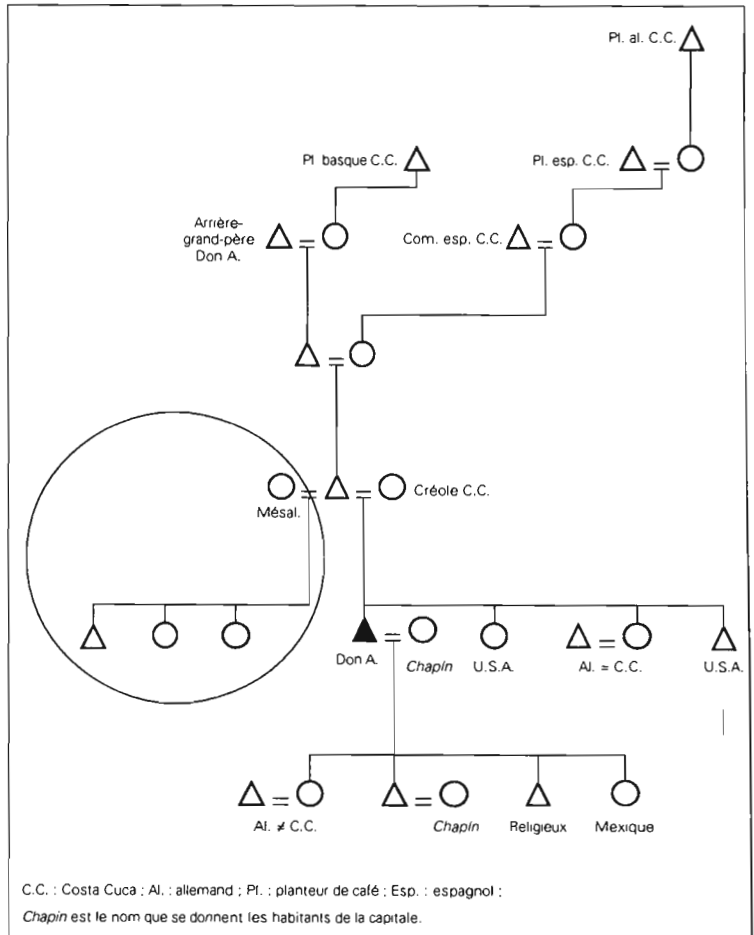 Pl. al. C.C.
Pl basque C.C.
Pl. esp. C.C.
Arrière-
grand-père
Don A.
Com. esp. C.C.
Créole C.C.
Mésal.
Don A.
Chapín
U.S.A.
Al. = C.C.
U.S.A.
Al. ≠ C.C.
Chapín
Religieux
Mexique
C.C. : Costa Cuca ; Al. : allemand ; Pl. : planteur de café ; Esp. : espagnol ;
Chapin est le nom que se donnent les habitants de la capitale.